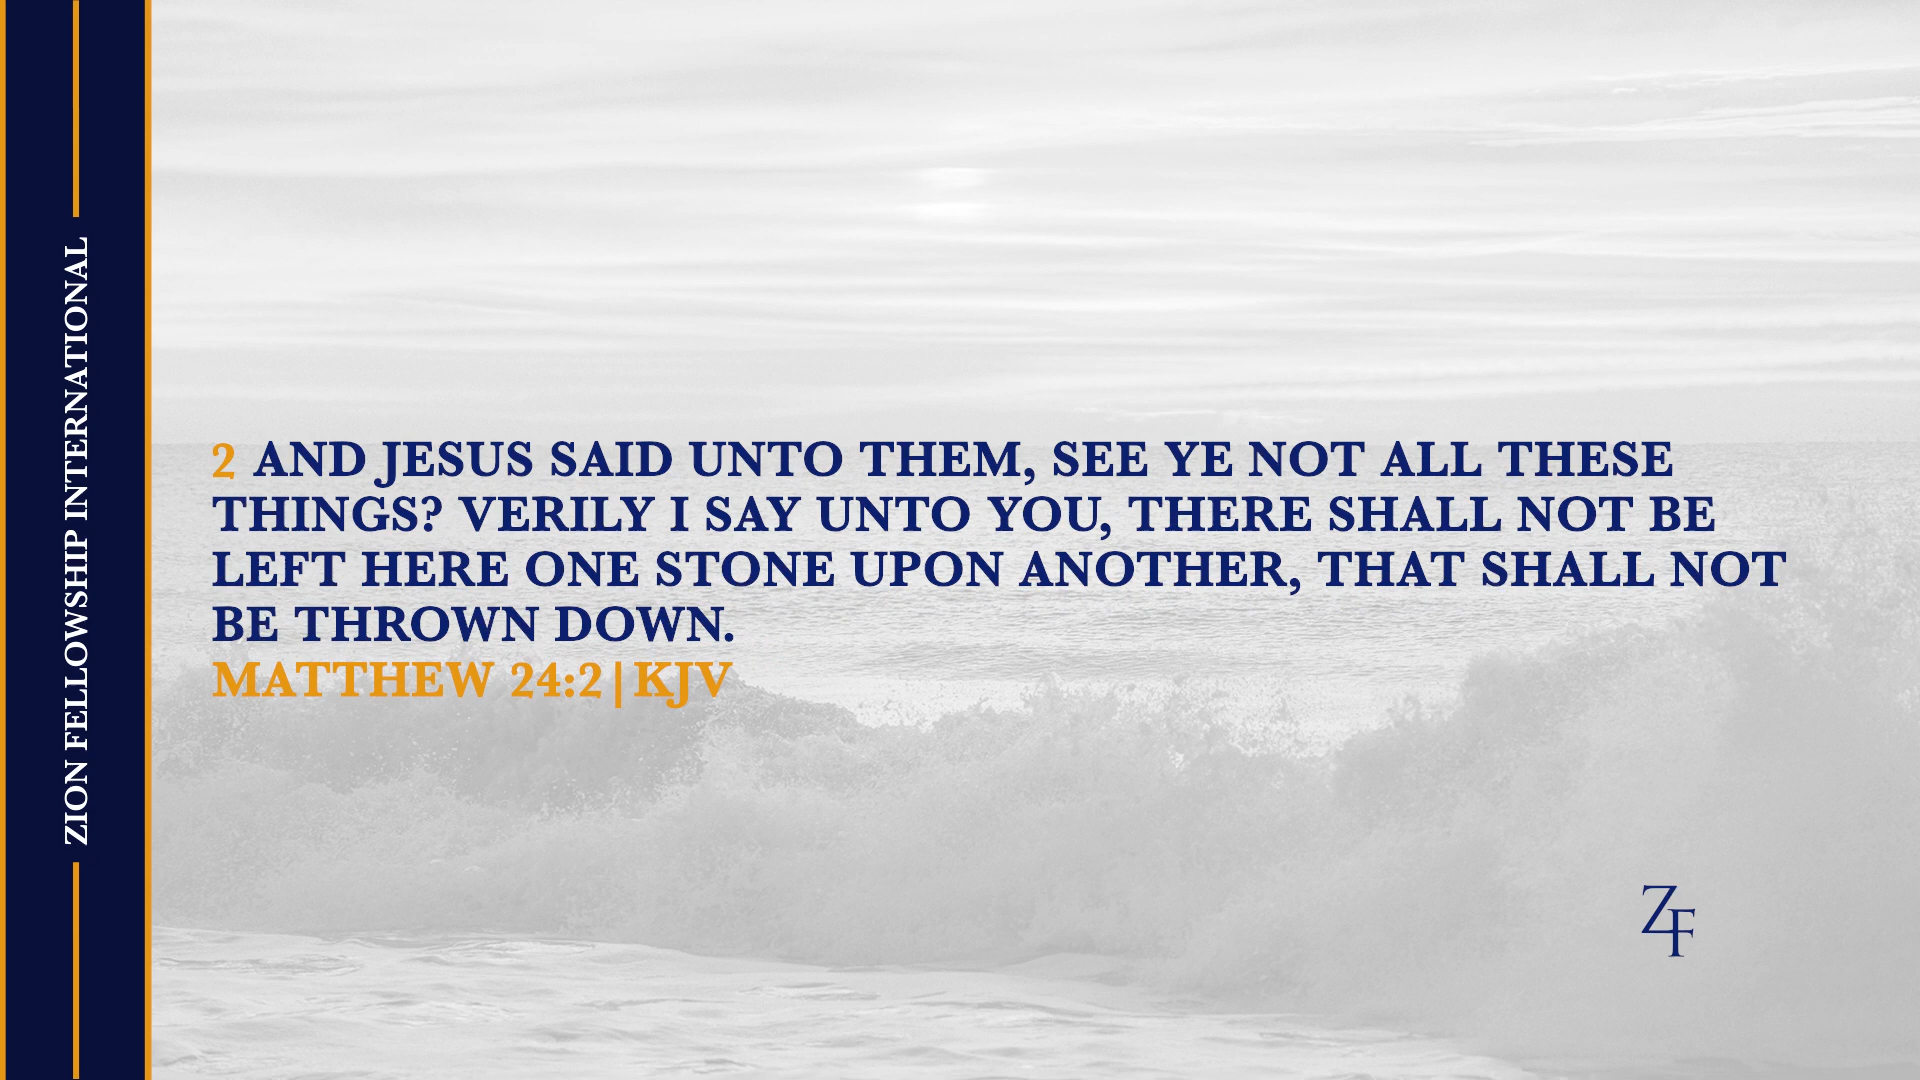 ZION FELLOWSHIP INTERNATIONAL
2 AND JESUS SAID UNTO THEM, SEE YE NOT ALL THESE
THINGS? VERILY I SAY UNTO YOU, THERE SHALL NOT BE
LEFT HERE ONE STONE UPON ANOTHER, THAT SHALL NOT
BE THROWN DOWN.
MATTHEW 24:2|KJV
ZF